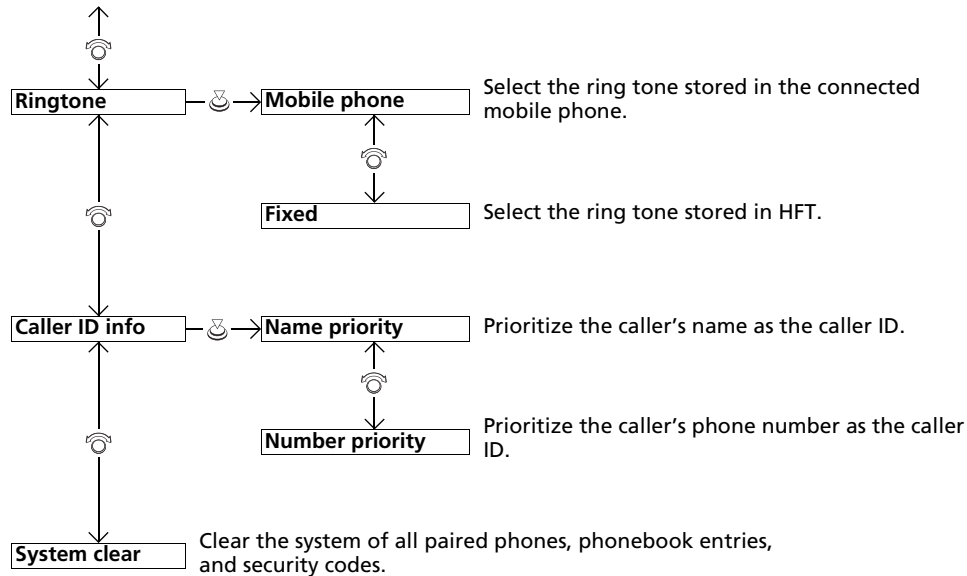 Ringtone
Mobile phone
Select the ring tone stored in the connected
mobile phone.
Fixed
Select the ring tone stored in HFT.
Caller ID info
Name priority
Prioritize the caller’s name as the caller ID.
Number priority
Prioritize the caller’s phone number as the caller
ID.
System clear
Clear the system of all paired phones, phonebook entries,
and security codes.